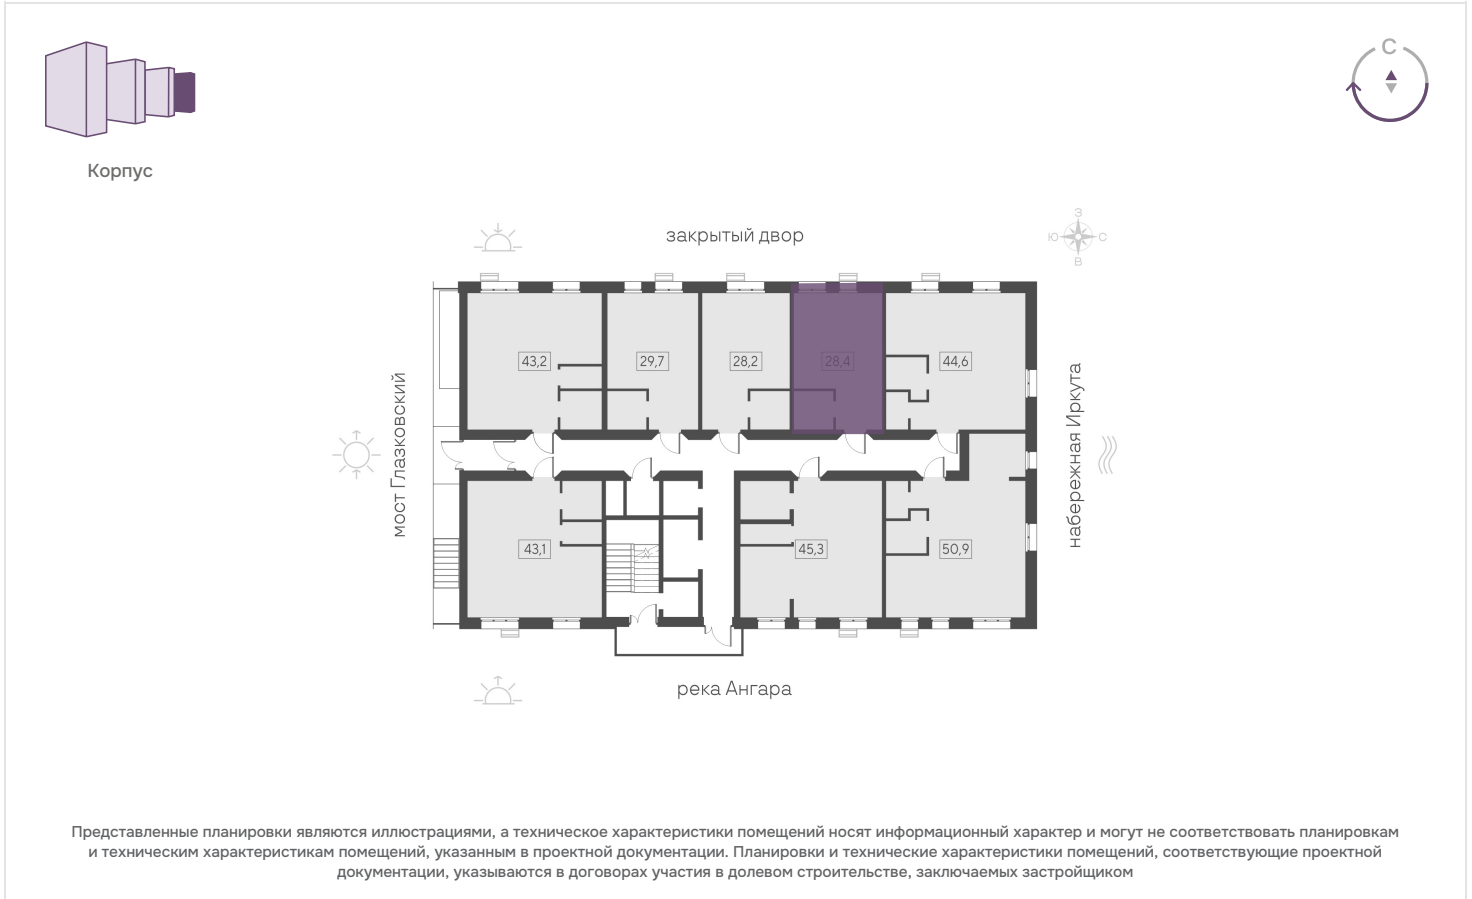 С
Корпус
закрытый двор
З
Ю
С
В
43,2
29,7
28,2
28,4
44,6
мост Глазковский
набережная Иркута
43,1
45,3
50,9
река Ангара
Представленные планировки являются иллюстрациями, а техническое характеристики помещений носят информационный характер и могут не соответствовать планировкам
и техническим характеристикам помещений, указанным в проектной документации. Планировки и технические характеристики помещений, соответствующие проектной
документации, указываются в договорах участия в долевом строительстве, заключаемых застройщиком